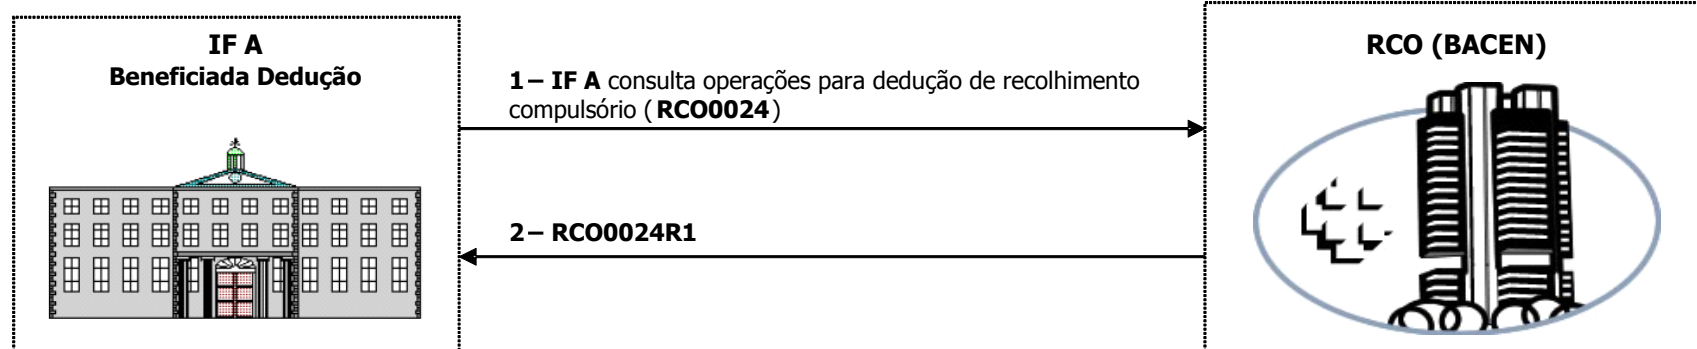 IF A
Beneficiada Dedução
1 – IF A consulta operações para dedução de recolhimento
compulsório ( RCO0024)
2 – RCO0024R1
RCO (BACEN)